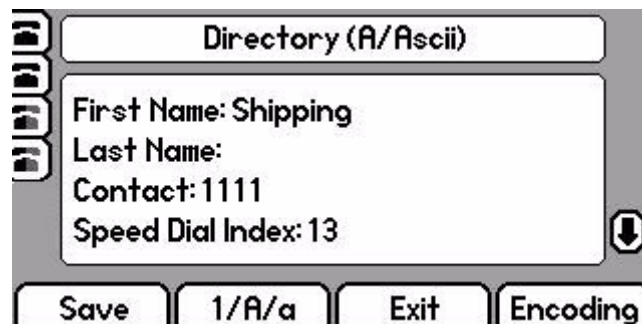 Directory (A/Ascii)
First Name: Shipping
Last Name:
Contact: 1111
Speed Dial Index: 13
Save 1/A/a Exit Encoding